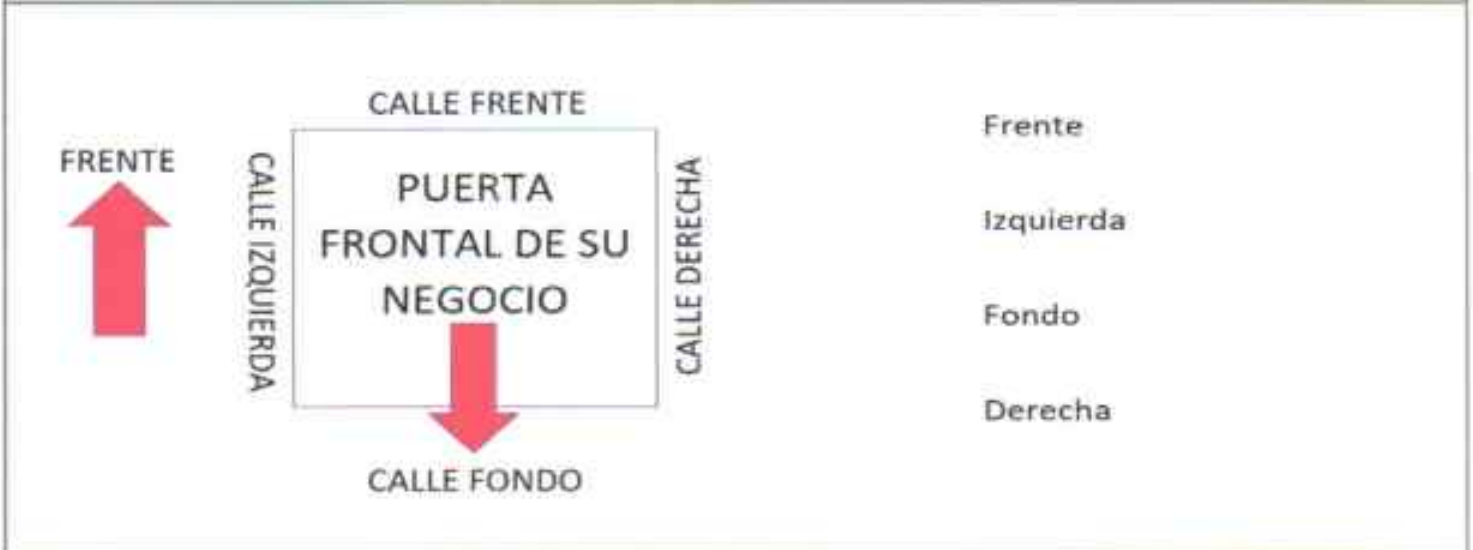 CALLE FRENTE
FRENTE
CALLE IZQUIERDA
PUERTA
FRONTAL DE SU
NEGOCIO
CALLE DERECHA
CALLE FONDO
Frente
Izquierda
Fondo
Derecha